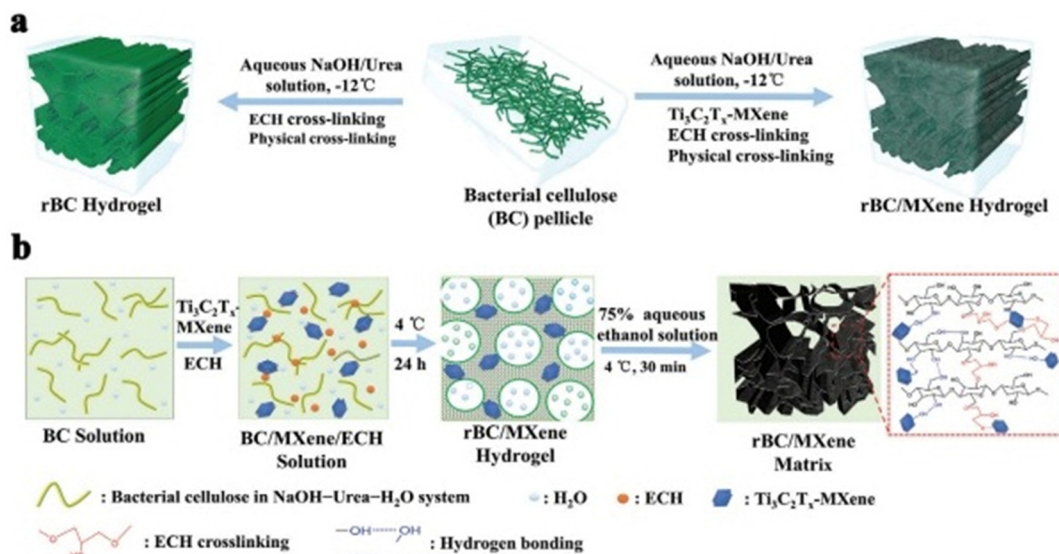 a
Aqueous NaOH/Urea
solution, -12℃
ECH cross-linking
Physical cross-linking
rBC Hydrogel
Bacterial cellulose
(BC) pellicle
Aqueous NaOH/Urea
solution, -12℃
Ti₃C₂Tₓ-MXene
ECH cross-linking
Physical cross-linking
rBC/MXene Hydrogel
b
BC Solution
Ti₃C₂Tₓ-
MXene
ECH
BC/MXene/ECH
Solution
4 ℃
24 h
rBC/MXene
Hydrogel
75% aqueous
ethanol solution
4 ℃, 30 min
rBC/MXene
Matrix
: Bacterial cellulose in NaOH−Urea−H₂O system
: H₂O
: ECH
: Ti₃C₂Tₓ-MXene
: ECH crosslinking
: Hydrogen bonding